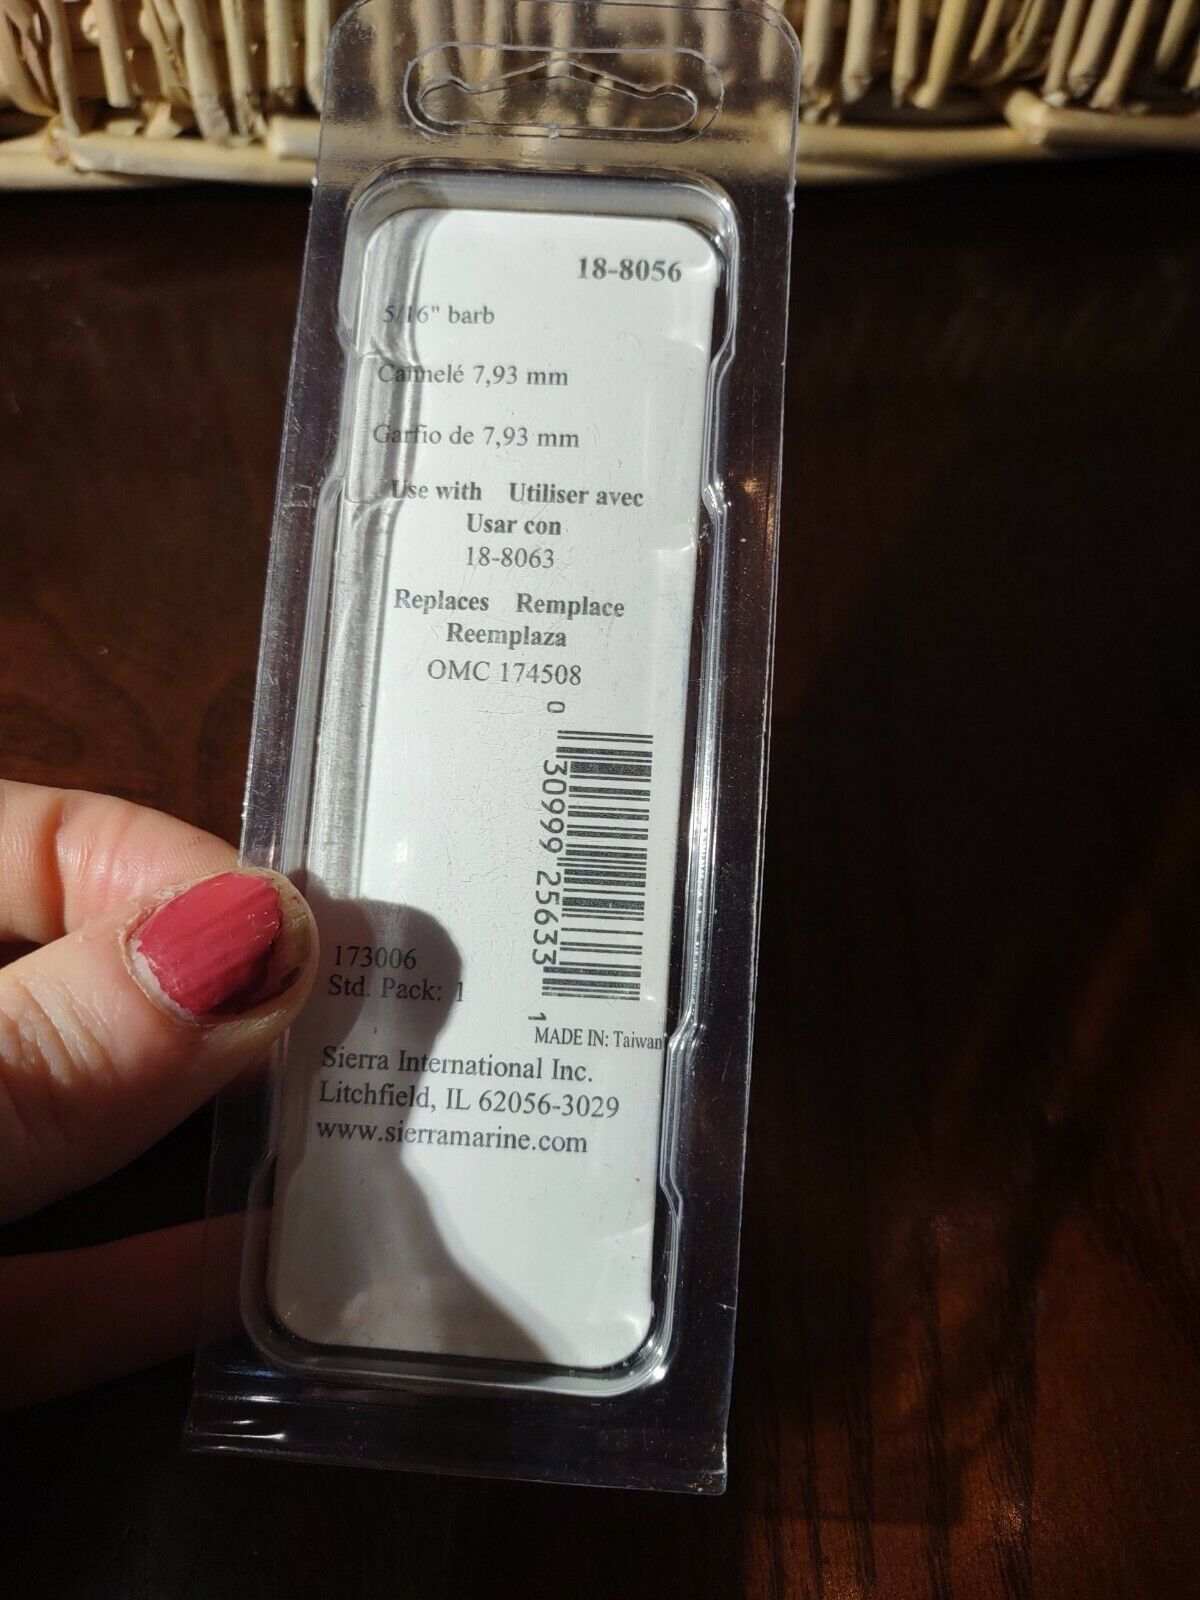 18-8056
5/16" barb
Cannelé 7,93 mm
Garfio de 7,93 mm
Use with Utiliser avec
Usar con
18-8063
Replaces Remplace
Reemplaza
OMC 174508
0 30999 25633 1
173006
Std. Pack: 1
MADE IN: Taiwan
Sierra International Inc.
Litchfield, IL 62056-3029
www.sierramarine.com